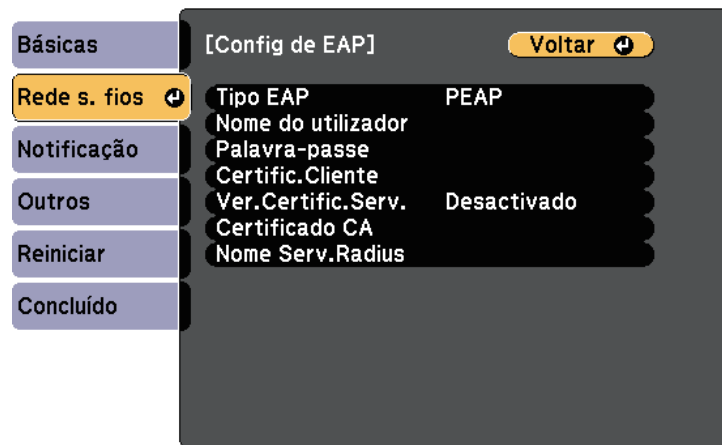 Básicas
[Config de EAP]
Voltar
Rede s. fios
Tipo EAP PEAP
Nome do utilizador
Notificação
Palavra-passe
Certific.Cliente
Outros
Ver.Certific.Serv. Desactivado
Certificado CA
Reiniciar
Nome Serv.Radius
Concluído